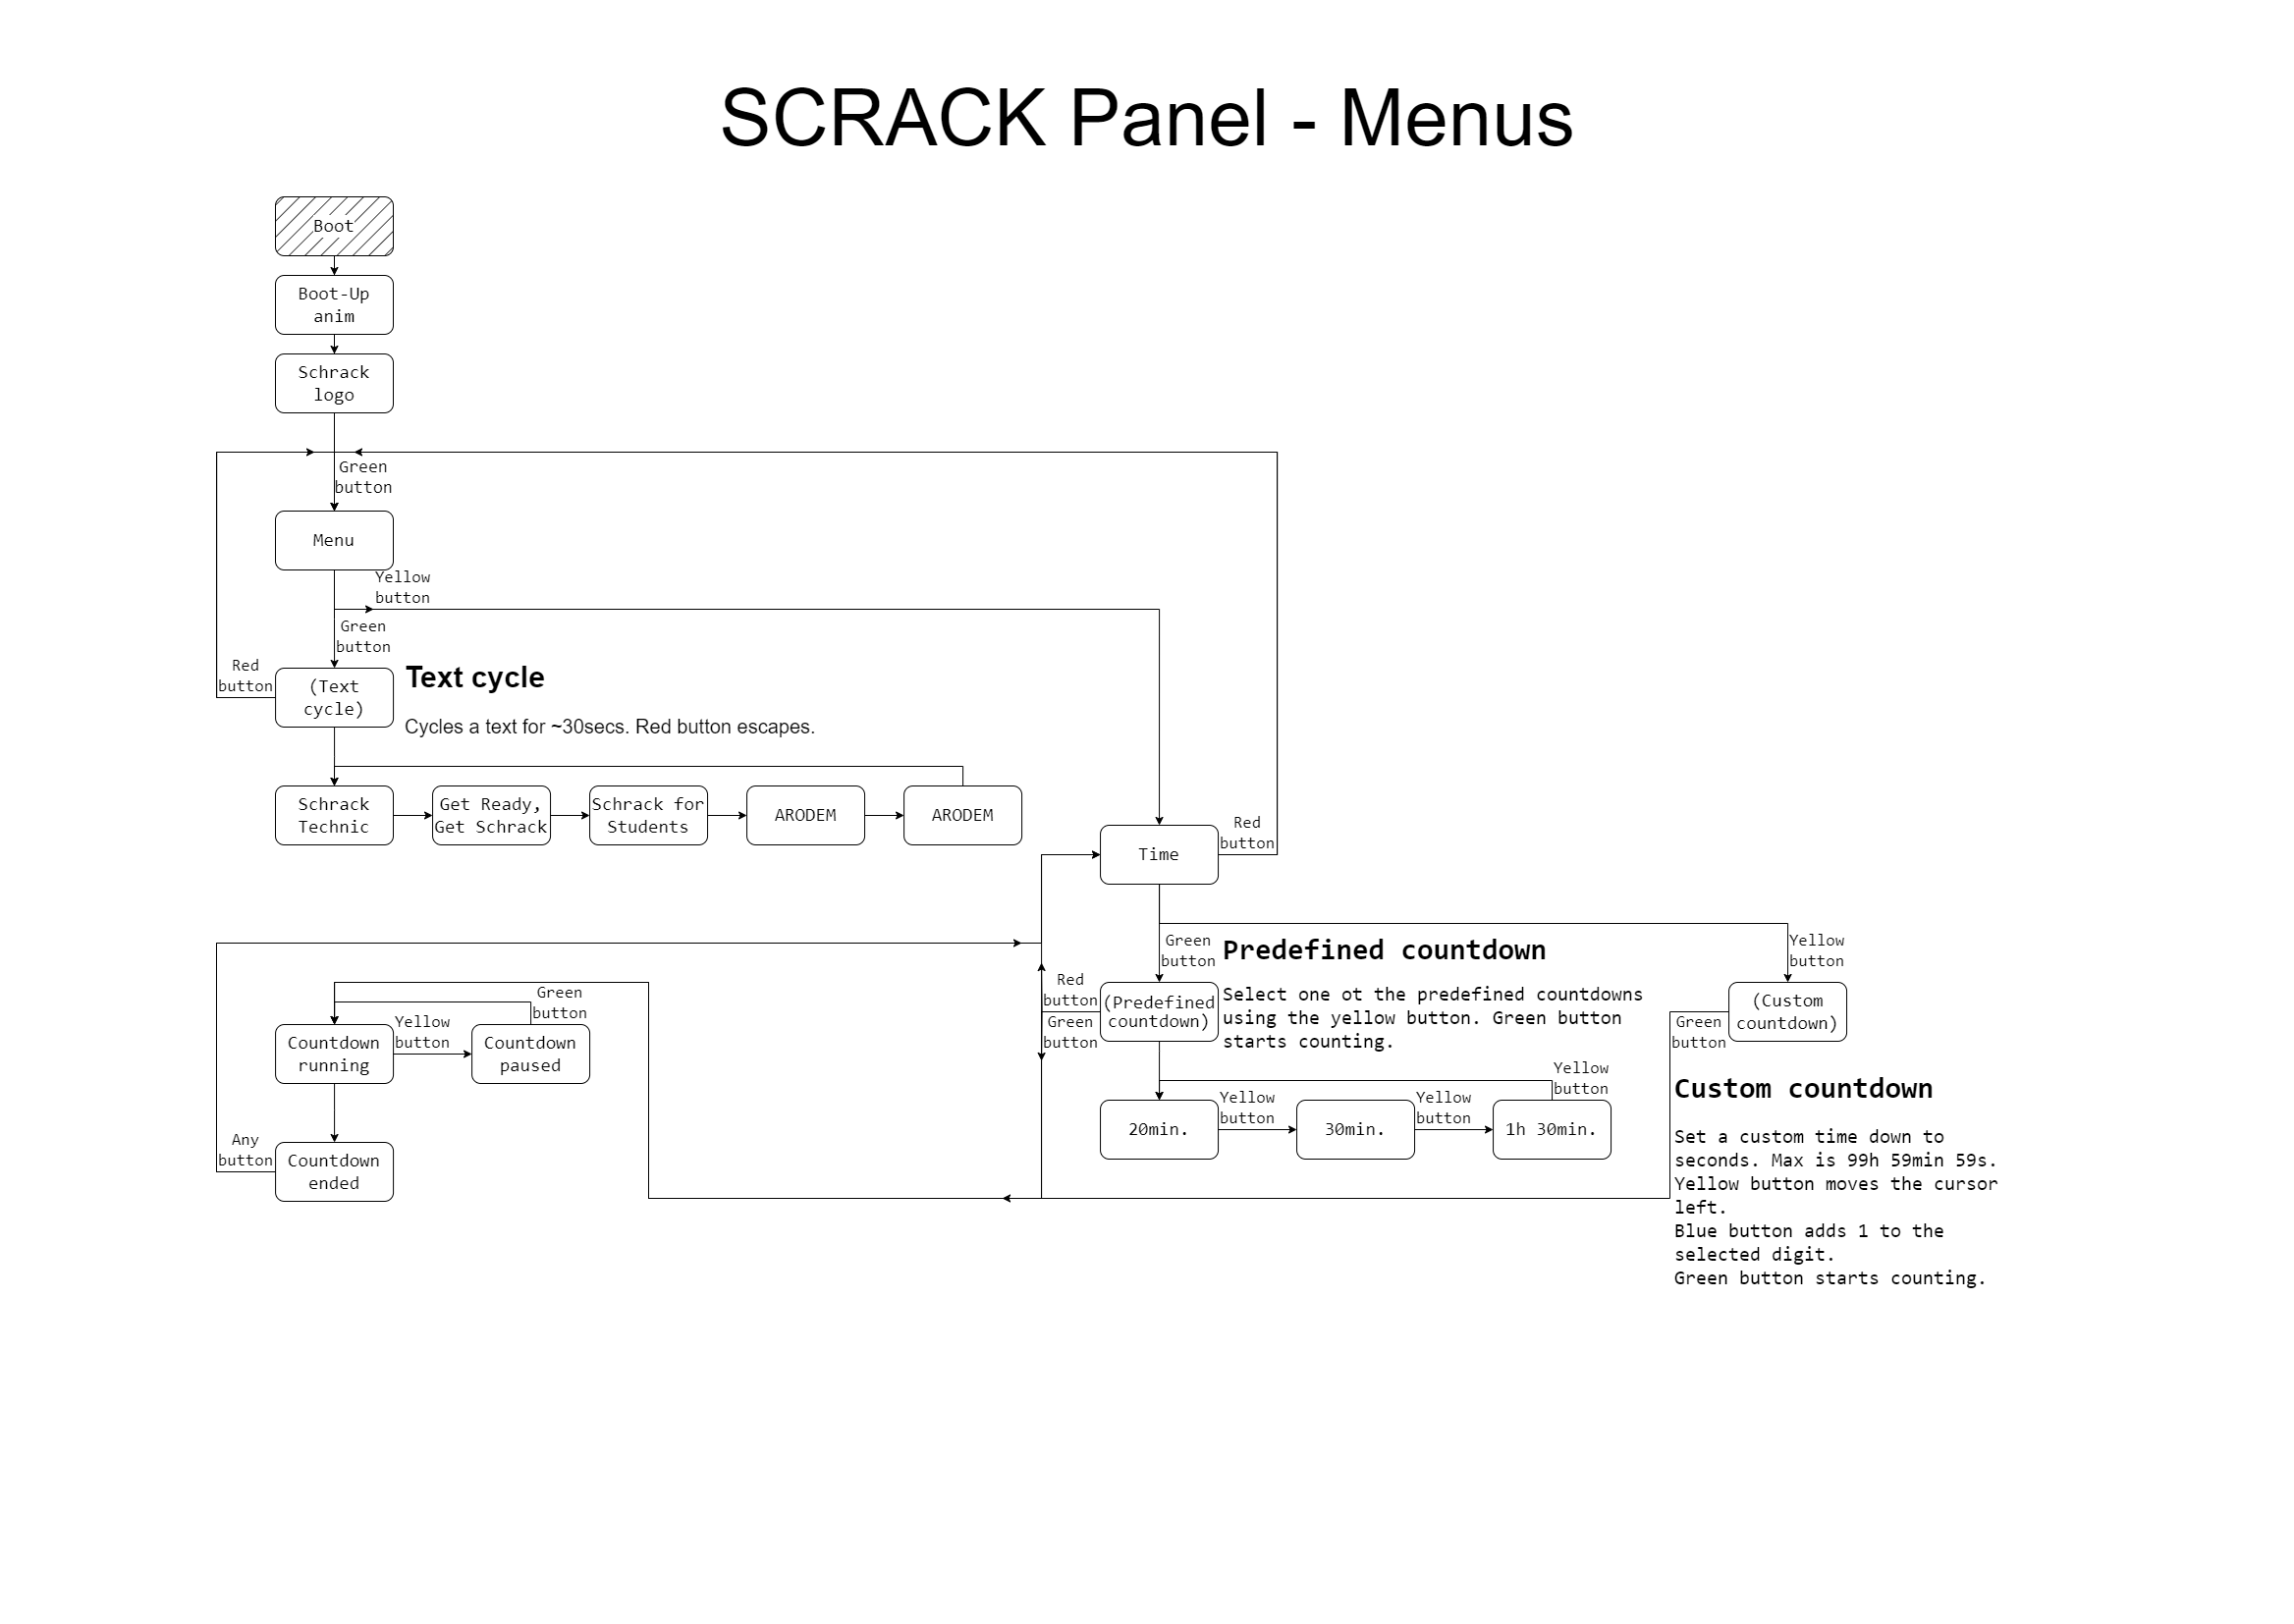 SCRACK Panel - Menus
Boot
Boot-Up
anim
Schrack
logo
Green
button
Menu
Yellow
button
Green
button
Red
button
(Text
cycle)
Text cycle
Cycles a text for ~30secs. Red button escapes.
Schrack
Technic
Get Ready,
Get Schrack
Schrack for
Students
ARODEM
ARODEM
Time
Red
button
Green
button
Predefined countdown
Yellow
button
Red
button
Green
button
(Predefined
countdown)
Select one ot the predefined countdowns
using the yellow button. Green button
starts counting.
Green
button
(Custom
countdown)
Green
button
Yellow
button
Countdown
running
Countdown
paused
Yellow
button
Yellow
button
Yellow
button
20min.
30min.
1h 30min.
Custom countdown
Set a custom time down to
seconds. Max is 99h 59min 59s.
Yellow button moves the cursor
left.
Blue button adds 1 to the
selected digit.
Green button starts counting.
Any
button
Countdown
ended